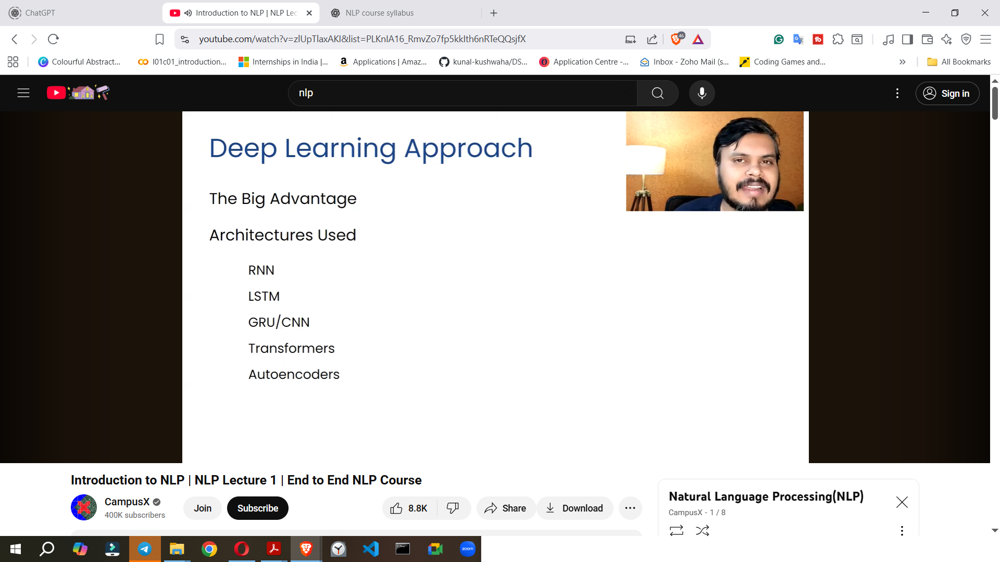 ChatGPT
Introduction to NLP | NLP Lec
NLP course syllabus
youtube.com/watch?v=zlUpTlaxAKI&list=PLKnIA16_RmvZo7fp5kkIth6nRTeQQsjfX
46
Colourful Abstract...
l01c01_introduction...
Internships in India |...
Applications | Amaz...
kunal-kushwaha/DS...
Application Centre -...
Inbox - Zoho Mail (s...
Coding Games and...
All Bookmarks
nlp
Sign in
Deep Learning Approach
The Big Advantage
Architectures Used
RNN
LSTM
GRU/CNN
Transformers
Autoencoders
Introduction to NLP | NLP Lecture 1 | End to End NLP Course
CampusX
400K subscribers
Join
Subscribe
8.8K
Share
Download
Natural Language Processing(NLP)
CampusX - 1 / 8
zoom